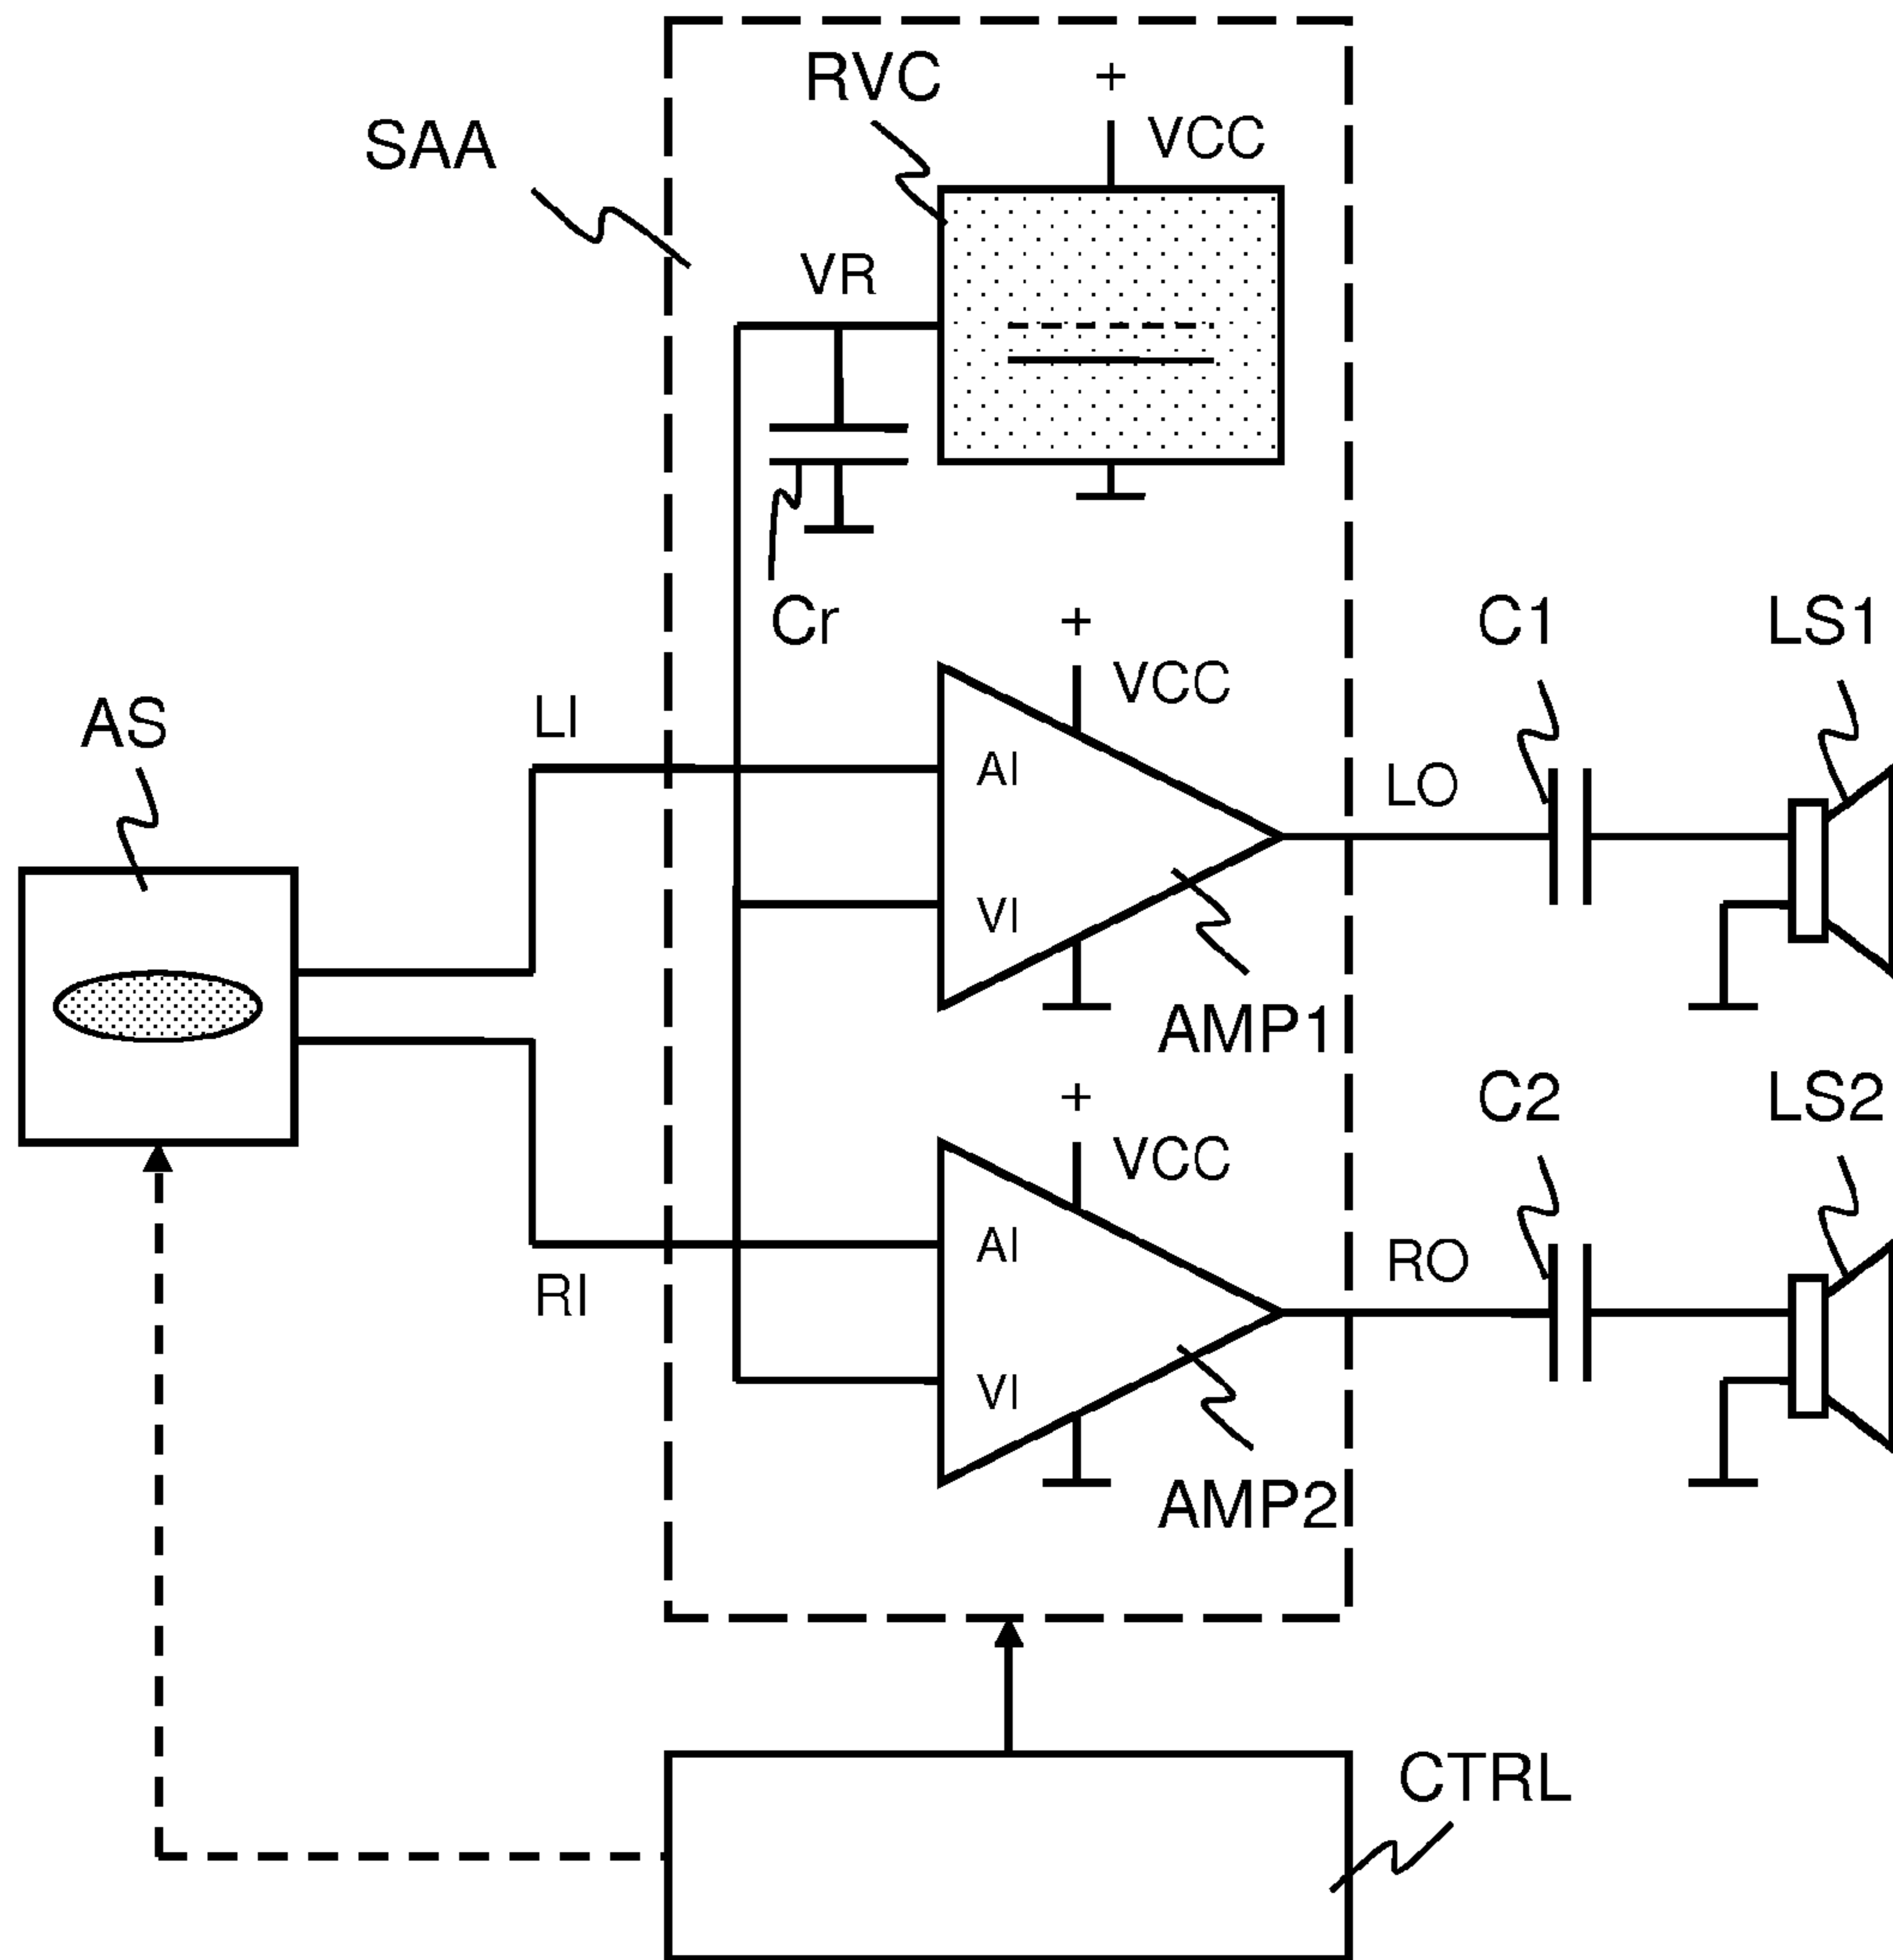 RVC
+
VCC
SAA
VR
Cr
+
VCC
C1
LS1
AS
LI
AI
LO
VI
AMP1
+
VCC
C2
LS2
AI
RO
RI
VI
AMP2
CTRL